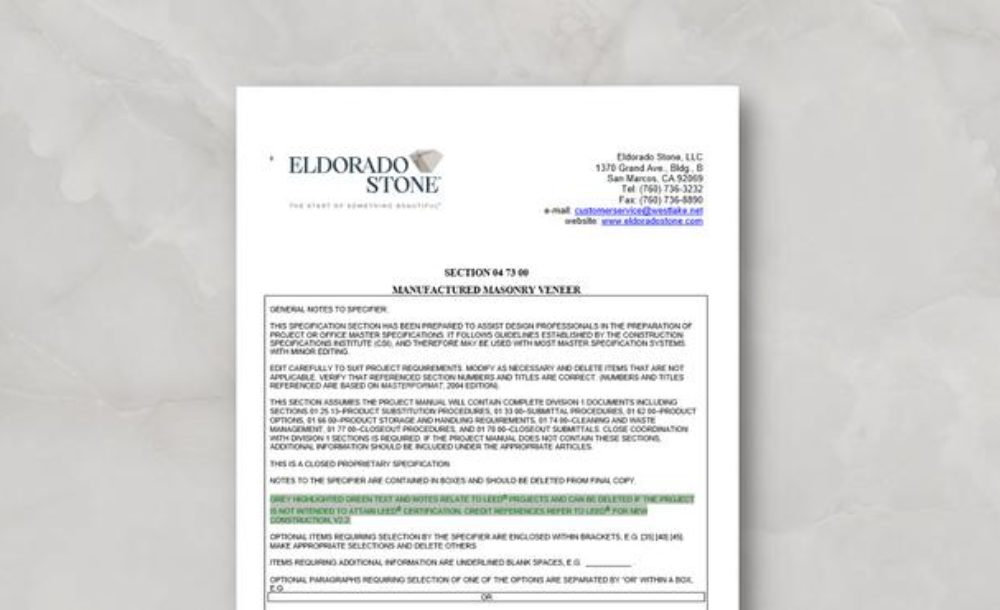 ELDORADO
STONE
THE START OF SOMETHING BEAUTIFUL
Eldorado Stone, LLC
1370 Grand Ave., Bldg., B
San Marcos, CA 92069
Tel: (760) 736-3232
Fax: (760) 736-8890
e-mail: customerservice@westlake.net
website: www.eldoradostone.com
SECTION 04 73 00
MANUFACTURED MASONRY VENEER
GENERAL NOTES TO SPECIFIER:
THIS SPECIFICATION SECTION HAS BEEN PREPARED TO ASSIST DESIGN PROFESSIONALS IN THE PREPARATION OF
PROJECT OR OFFICE MASTER SPECIFICATIONS. IT FOLLOWS GUIDELINES ESTABLISHED BY THE CONSTRUCTION
SPECIFICATIONS INSTITUTE (CSI), AND THEREFORE MAY BE USED WITH MOST MASTER SPECIFICATION SYSTEMS
WITH MINOR EDITING.
EDIT CAREFULLY TO SUIT PROJECT REQUIREMENTS. MODIFY AS NECESSARY AND DELETE ITEMS THAT ARE NOT
APPLICABLE. VERIFY THAT REFERENCED SECTION NUMBERS AND TITLES ARE CORRECT. (NUMBERS AND TITLES
REFERENCED ARE BASED ON MASTERFORMAT, 2004 EDITION).
THIS SECTION ASSUMES THE PROJECT MANUAL WILL CONTAIN COMPLETE DIVISION 1 DOCUMENTS INCLUDING
SECTIONS 01 25 13–PRODUCT SUBSTITUTION PROCEDURES, 01 33 00–SUBMITTAL PROCEDURES, 01 62 00–PRODUCT
OPTIONS, 01 66 00–PRODUCT STORAGE AND HANDLING REQUIREMENTS, 01 74 00–CLEANING AND WASTE
MANAGEMENT, 01 77 00–CLOSEOUT PROCEDURES, AND 01 78 00–CLOSEOUT SUBMITTALS. CLOSE COORDINATION
WITH DIVISION 1 SECTIONS IS REQUIRED. IF THE PROJECT MANUAL DOES NOT CONTAIN THESE SECTIONS,
ADDITIONAL INFORMATION SHOULD BE INCLUDED UNDER THE APPROPRIATE ARTICLES.
THIS IS A CLOSED PROPRIETARY SPECIFICATION
NOTES TO THE SPECIFIER ARE CONTAINED IN BOXES AND SHOULD BE DELETED FROM FINAL COPY.
GREY HIGHLIGHTED GREEN TEXT AND NOTES RELATE TO LEED® PROJECTS AND CAN BE DELETED IF THE PROJECT
IS NOT INTENDED TO ATTAIN LEED® CERTIFICATION. CREDIT REFERENCES REFER TO LEED® FOR NEW
CONSTRUCTION, V2.2.
OPTIONAL ITEMS REQUIRING SELECTION BY THE SPECIFIER ARE ENCLOSED WITHIN BRACKETS, E.G. [35] [40] [45].
MAKE APPROPRIATE SELECTIONS AND DELETE OTHERS
ITEMS REQUIRING ADDITIONAL INFORMATION ARE UNDERLINED BLANK SPACES, E.G. __________.
OPTIONAL PARAGRAPHS REQUIRING SELECTION OF ONE OF THE OPTIONS ARE SEPARATED BY "OR" WITHIN A BOX,
E.G.
OR